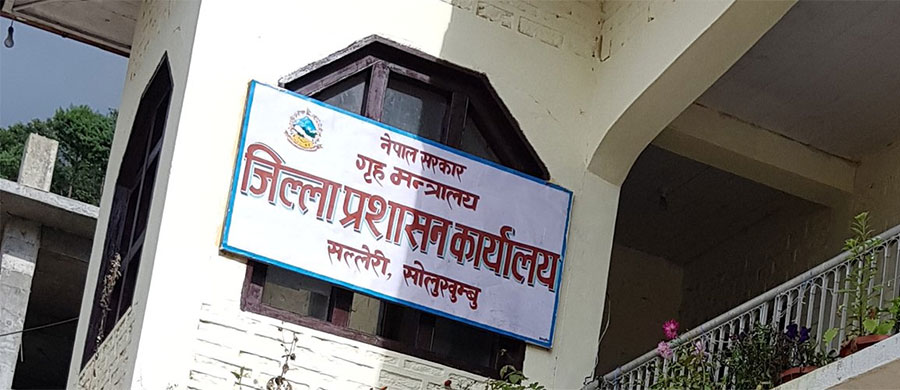 नेपाल सरकार
गृह मन्त्रालय
जिल्ला प्रशासन कार्यालय
सल्लेरी, सोलुखुम्बु